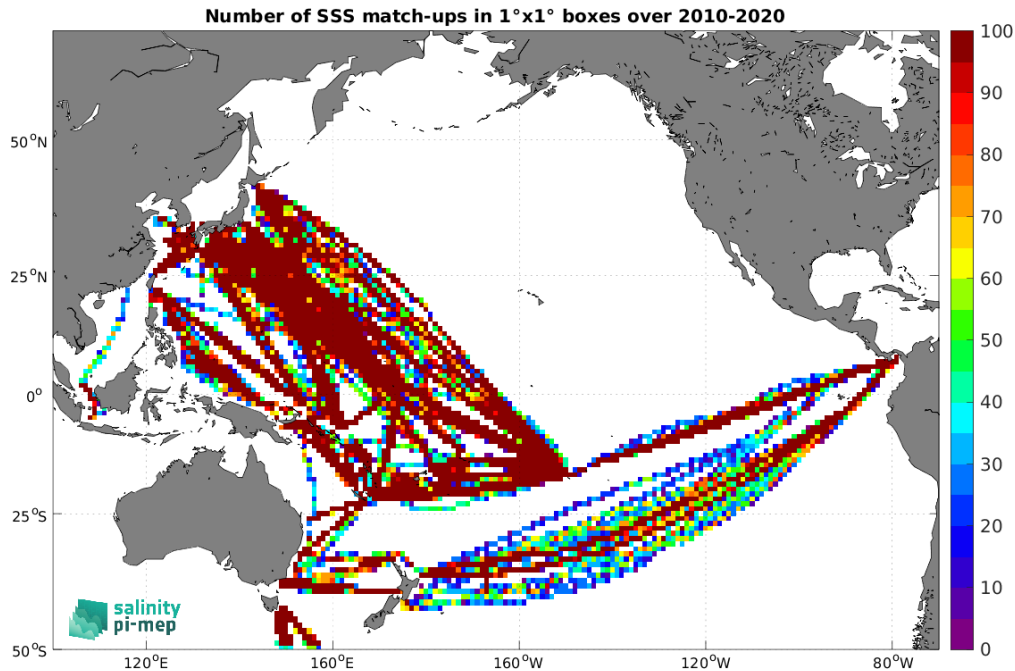 Number of SSS match-ups in 1°x1° boxes over 2010-2020
100
90
80
70
60
50
40
30
20
10
0
50°N
25°N
0°
25°S
50°S
120°E
160°E
160°W
120°W
80°W
salinity
pi-mep